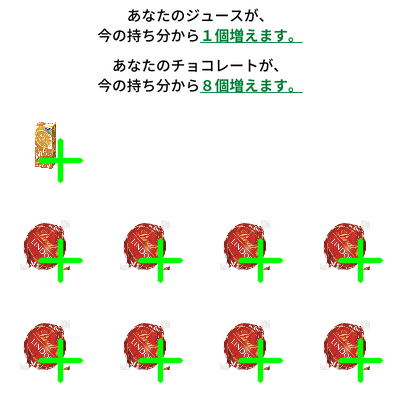 あなたのジュースが、
今の持ち分から１個増えます。
あなたのチョコレートが、
今の持ち分から８個増えます。